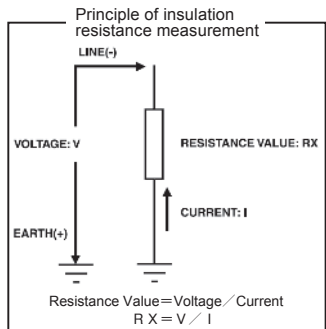 Principle of insulation
resistance measurement
LINE(-)
VOLTAGE: V
RESISTANCE VALUE: RX
CURRENT: I
EARTH(+)
Resistance Value＝Voltage／Current
R X＝V／I